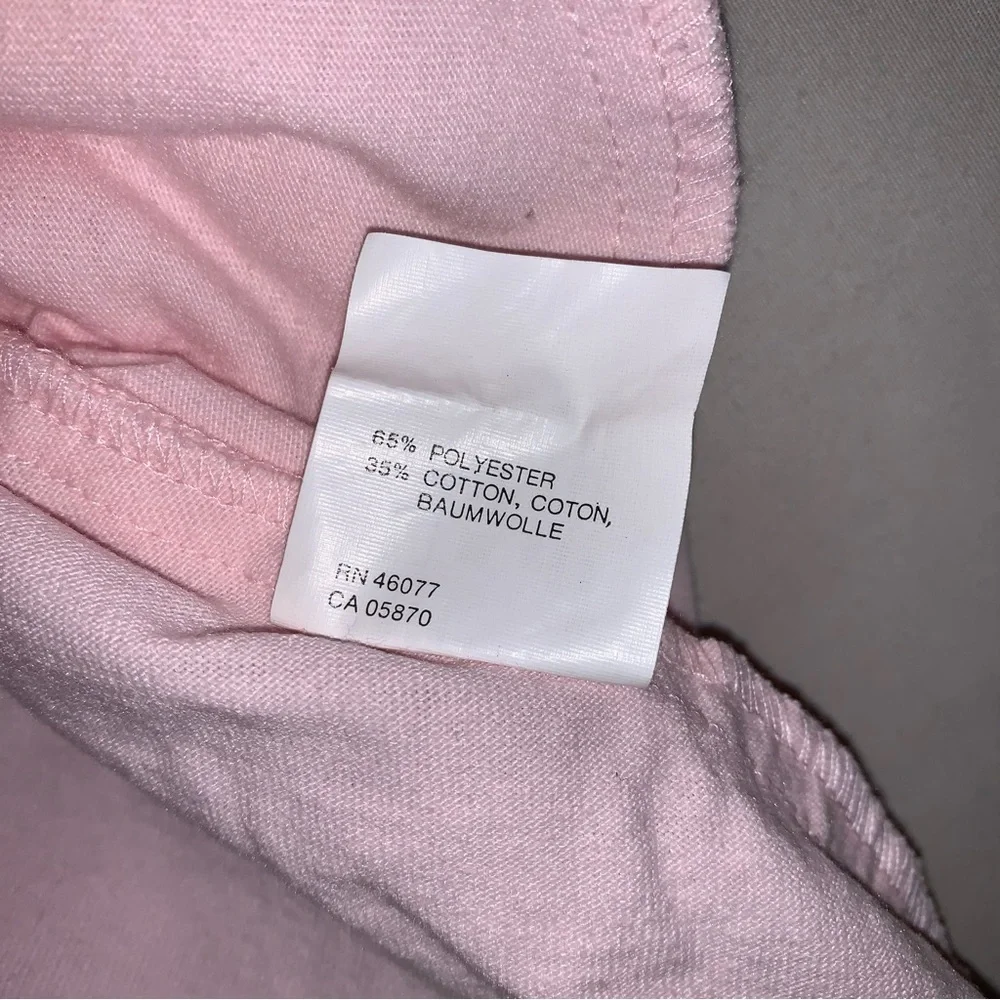 65% POLYESTER
35% COTTON, COTON,
BAUMWOLLE
RN 46077
CA 05870